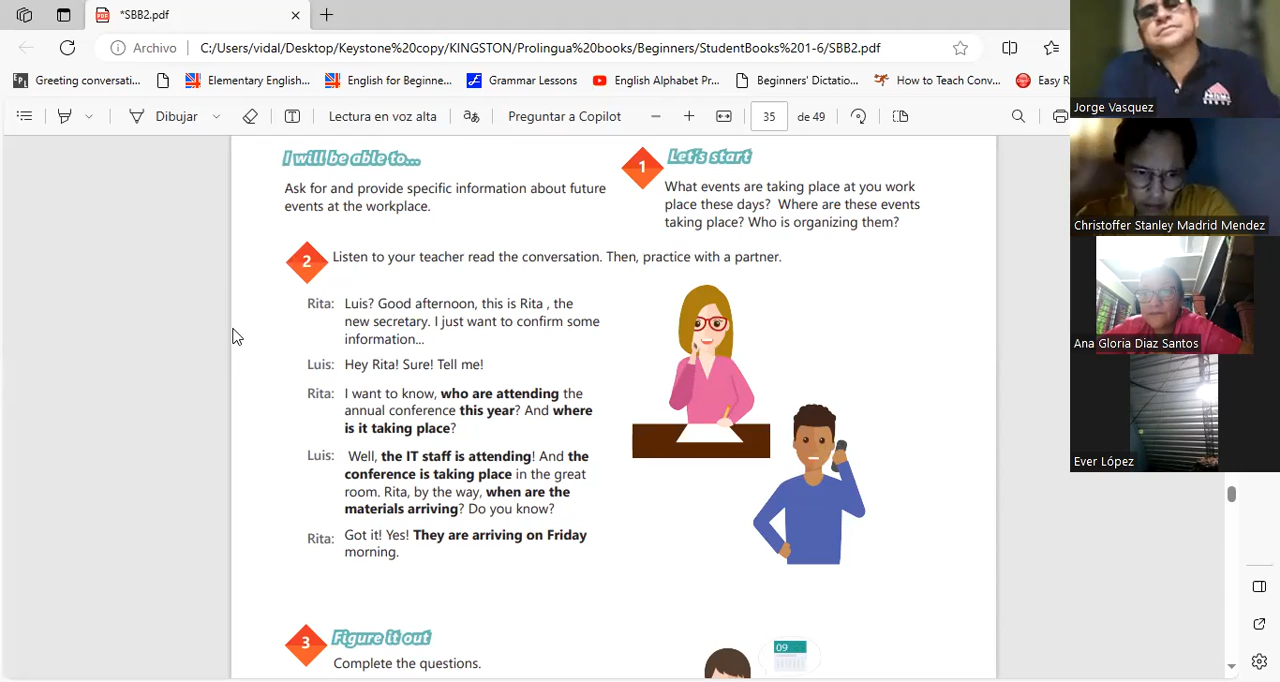 *SBB2.pdf
Archivo
C:/Users/vidal/Desktop/Keystone%20copy/KINGSTON/Prolingua%20books/Beginners/StudentBooks%201-6/SBB2.pdf
Greeting conversati...
Elementary English...
English for Beginne...
Grammar Lessons
English Alphabet Pr...
Beginners' Dictatio...
How to Teach Conv...
Easy R
Dibujar
Lectura en voz alta
Preguntar a Copilot
35
de 49
I will be able to...
Ask for and provide specific information about future
events at the workplace.
1
Let's start
What events are taking place at you work
place these days? Where are these events
taking place? Who is organizing them?
2
Listen to your teacher read the conversation. Then, practice with a partner.
Rita: Luis? Good afternoon, this is Rita , the
new secretary. I just want to confirm some
information...
Luis: Hey Rita! Sure! Tell me!
Rita: I want to know, who are attending the
annual conference this year? And where
is it taking place?
Luis: Well, the IT staff is attending! And the
conference is taking place in the great
room. Rita, by the way, when are the
materials arriving? Do you know?
Rita: Got it! Yes! They are arriving on Friday
morning.
3
Figure it out
Complete the questions.
09
Jorge Vasquez
Christoffer Stanley Madrid Mendez
Ana Gloria Diaz Santos
Ever López